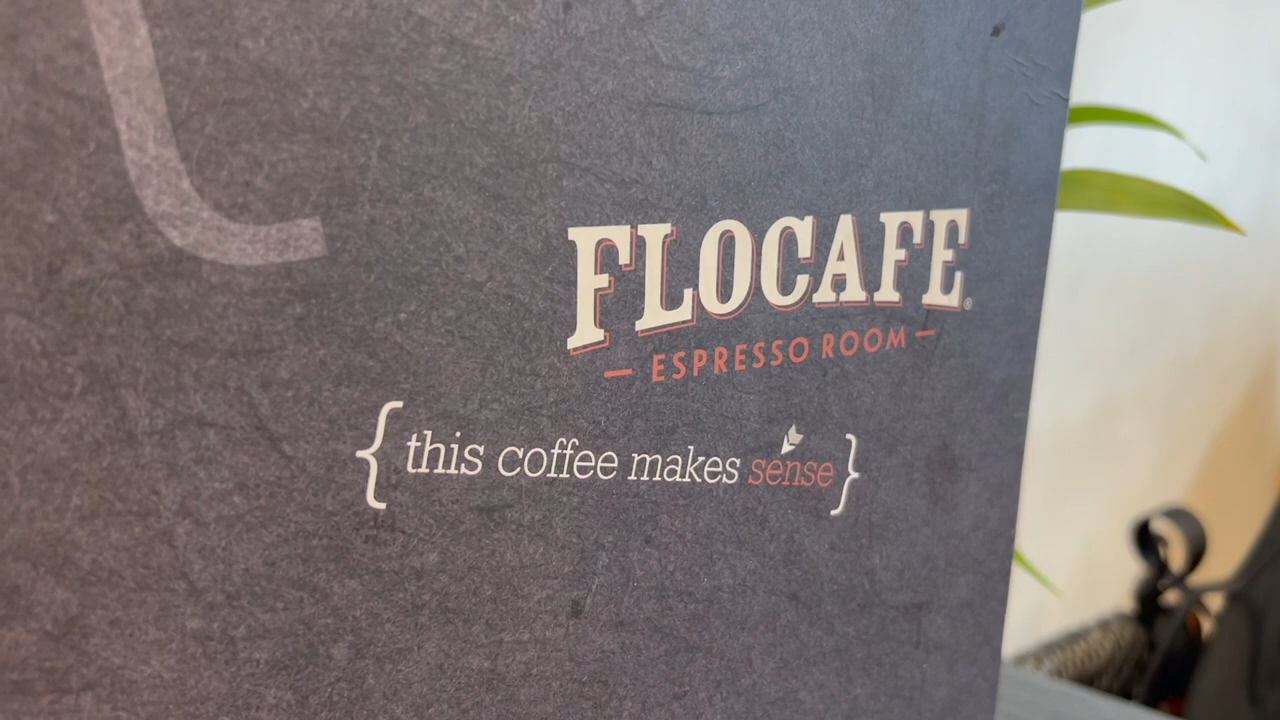 FLOCAFE®
— ESPRESSO ROOM —
{ this coffee makes sense }